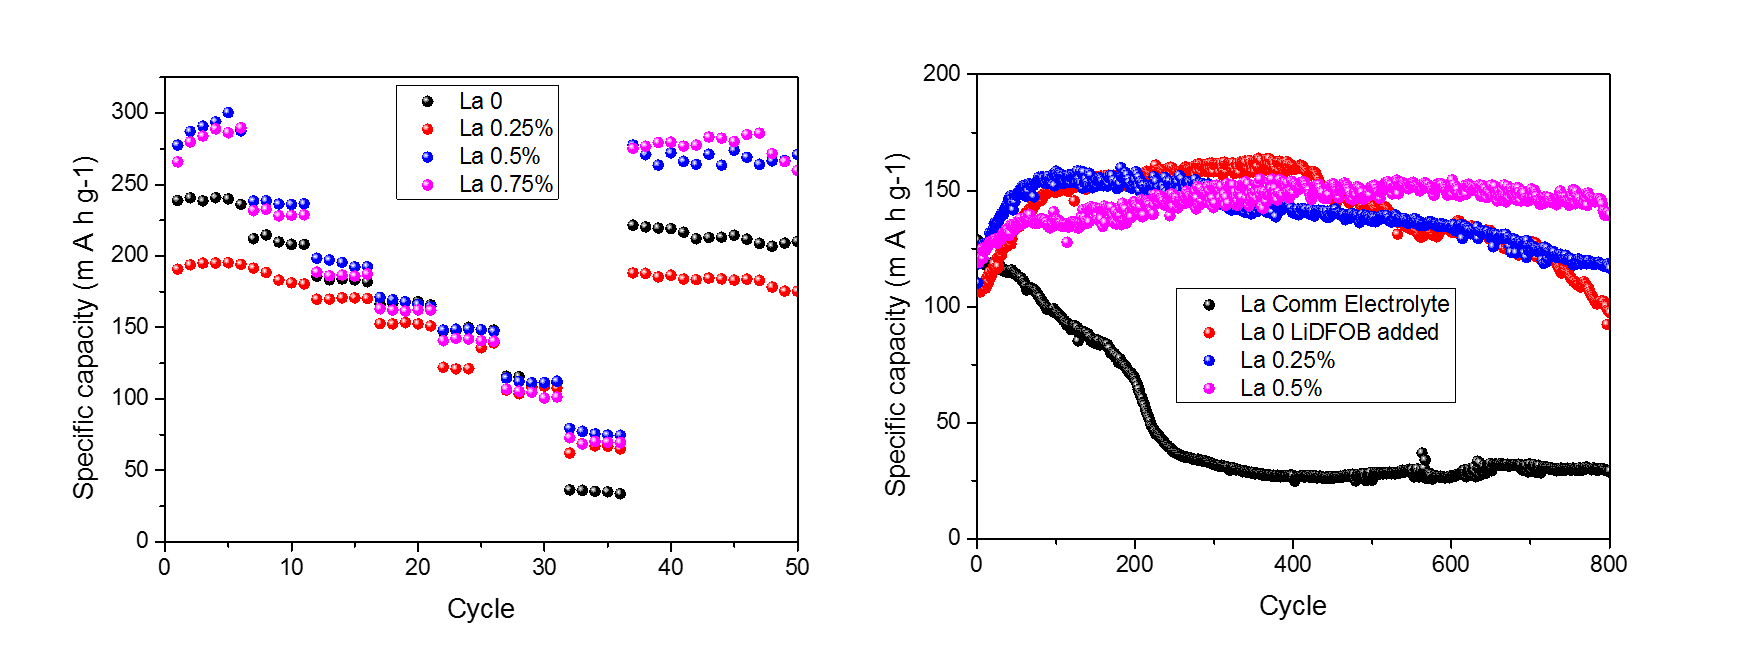 300
250
200
150
100
50
0
Specific capacity (m A h g-1)
La 0
La 0.25%
La 0.5%
La 0.75%
0 10 20 30 40 50
Cycle
200
150
100
50
0
Specific capacity (m A h g-1)
La Comm Electrolyte
La 0 LiDFOB added
La 0.25%
La 0.5%
0 200 400 600 800
Cycle